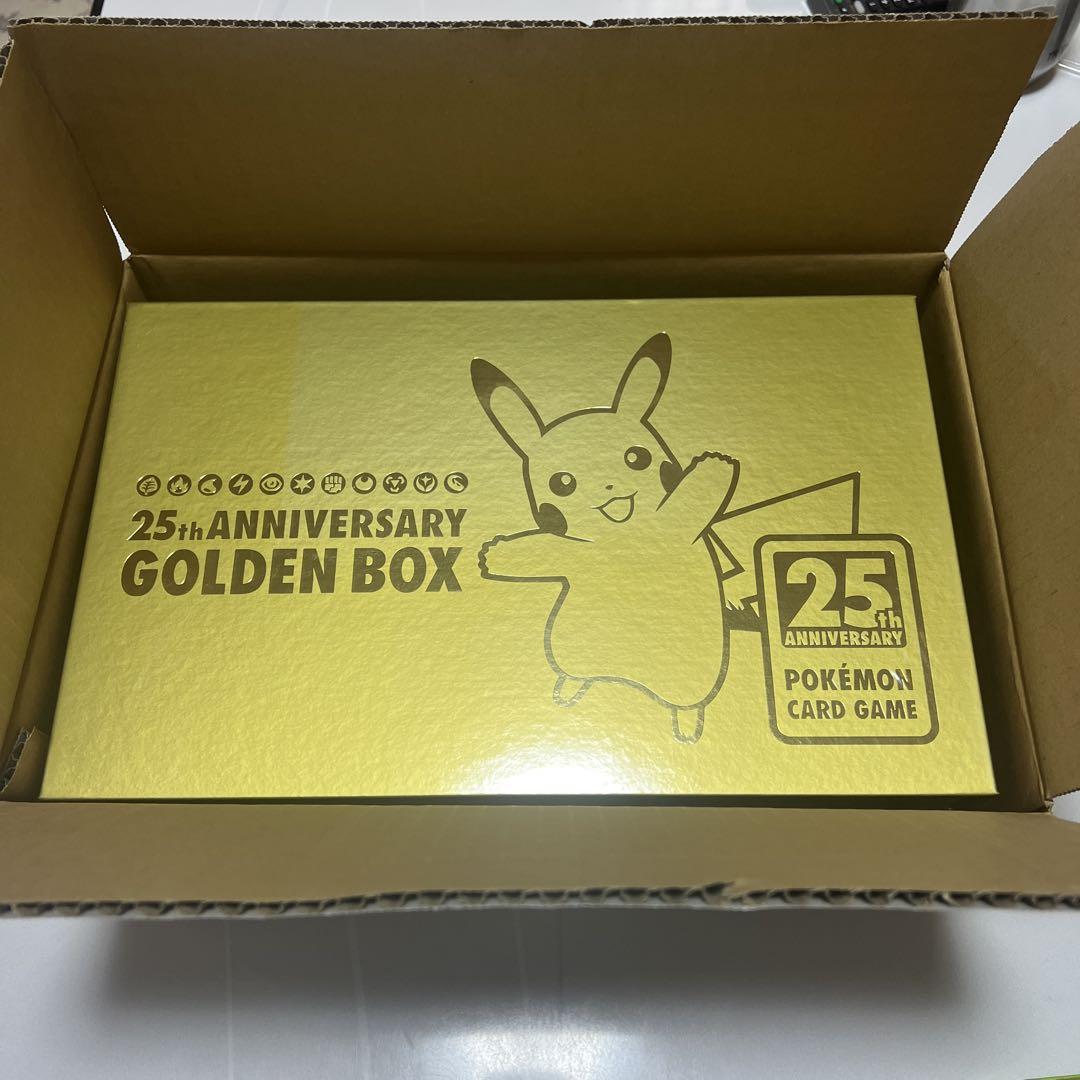 25th ANNIVERSARY
GOLDEN BOX
25th
ANNIVERSARY
POKÉMON
CARD GAME